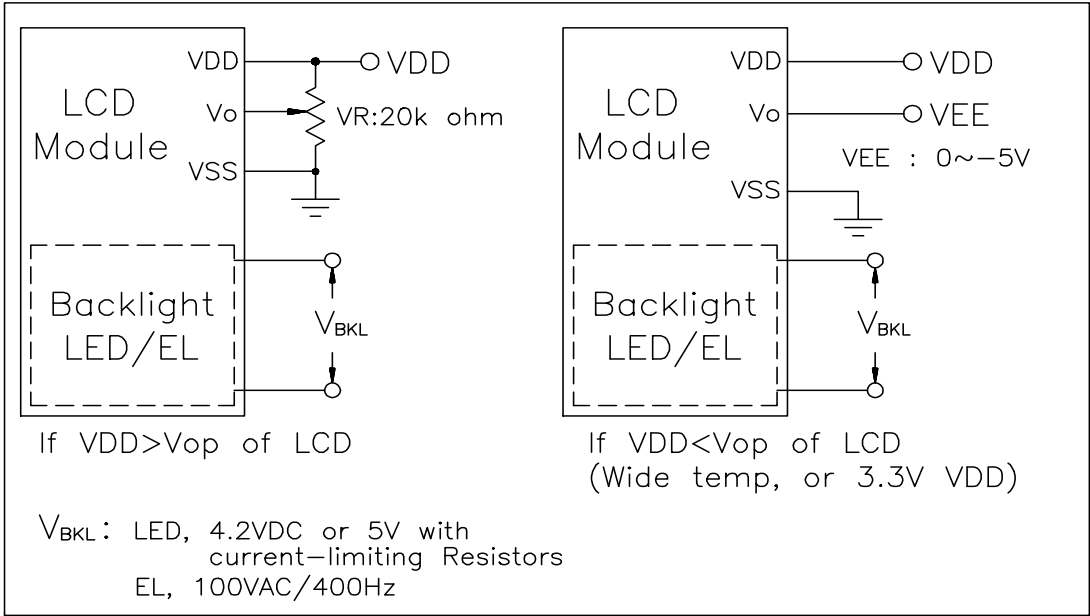 VDD
VDD
LCD
Module
Vo
VR:20k ohm
VSS
Backlight
LED/EL
VBKL
If VDD>Vop of LCD
VDD
VDD
LCD
Module
Vo
VEE
VEE : 0~-5V
VSS
Backlight
LED/EL
VBKL
If VDD<Vop of LCD
(Wide temp, or 3.3V VDD)
VBKL: LED, 4.2VDC or 5V with
current-limiting Resistors
EL, 100VAC/400Hz